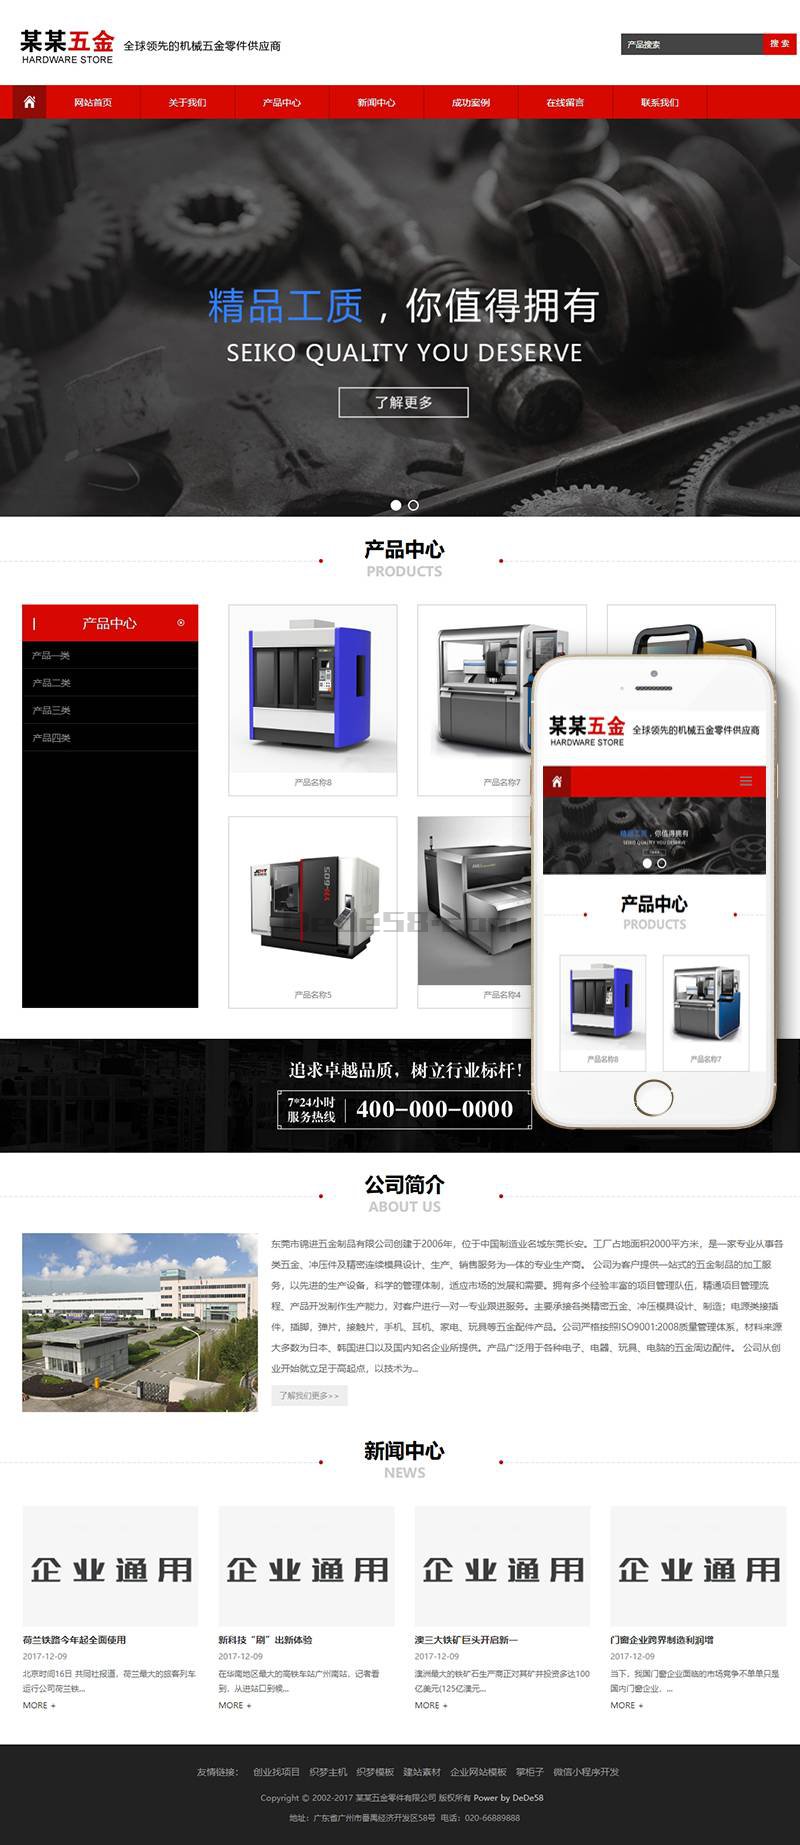 某某五金 全球领先的机械五金零件供应商
HARDWARE STORE
产品搜索 搜 索
网站首页 关于我们 产品中心 新闻中心 成功案例 在线留言 联系我们
精品工质，你值得拥有
SEIKO QUALITY YOU DESERVE
了解更多
产品中心
PRODUCTS
产品中心
产品一类
产品二类
产品三类
产品四类
产品名称8
产品名称7
产品名称5
产品名称4
Dede58.Com
某某五金 全球领先的机械五金零件供应商
HARDWARE STORE
精品工质，你值得拥有
SEIKO QUALITY YOU DESERVE
产品中心
PRODUCTS
产品名称8
产品名称7
追求卓越品质，树立行业标杆！
7*24小时
服务热线
400-000-0000
公司简介
ABOUT US
东莞市锦进五金制品有限公司创建于2006年，位于中国制造业名城东莞长安。工厂占地面积2000平方米，是一家专业从事各
类五金、冲压件及精密连续模具设计、生产、销售服务为一体的专业生产商。 公司为客户提供一站式的五金制品的加工服
务，以先进的生产设备，科学的管理体制，适应市场的发展和需要。拥有多个经验丰富的项目管理队伍，精通项目管理流
程、产品开发制作生产能力，对客户进行一对一专业跟进服务。主要承接各类精密五金、冲压模具设计、制造；电源类接插
件，插脚，弹片，接触片，手机、耳机、家电、玩具等五金配件产品。公司严格按照ISO9001:2008质量管理体系，材料来源
大多数为日本、韩国进口以及国内知名企业所提供。产品广泛用于各种电子、电器、玩具、电脑的五金周边配件。 公司从创
业开始就立足于高起点，以技术为...
了解我们更多>>
新闻中心
NEWS
企业通用
荷兰铁路今年起全面使用
2017-12-09
北京时间16日 共同社报道，荷兰最大的旅客列车
运行公司荷兰铁...
MORE +
企业通用
新科技“刷”出新体验
2017-12-09
在华南地区最大的高铁车站广州南站，记者看
到，从进站口到候...
MORE +
企业通用
澳三大铁矿巨头开启新一
2017-12-09
澳洲最大的铁矿石生产商正对其矿井投资多达100
亿美元(125亿澳元...
MORE +
企业通用
门窗企业跨界制造利润增
2017-12-09
当下，我国门窗企业面临的市场竞争不单单只是
国内门窗企业，...
MORE +
友情链接： 创业找项目 织梦主机 织梦模板 建站素材 企业网站模板 掌柜子 微信小程序开发
Copyright © 2002-2017 某某五金零件有限公司 版权所有 Power by DeDe58
地址：广东省广州市番禺经济开发区58号 电话：020-66889888